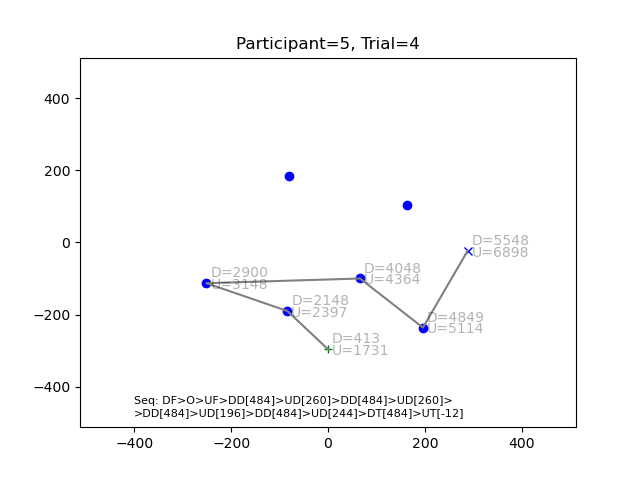 Participant=5, Trial=4
400
200
0
−200
−400
D=5548
U=6898
D=2900
U=3148
D=4048
U=4364
D=2148
U=2397
D=4849
U=5114
D=413
U=1731
Seq: DF>O>UF>DD[484]>UD[260]>DD[484]>UD[260]>
>DD[484]>UD[196]>DD[484]>UD[244]>DT[484]>UT[-12]
−400 −200 0 200 400